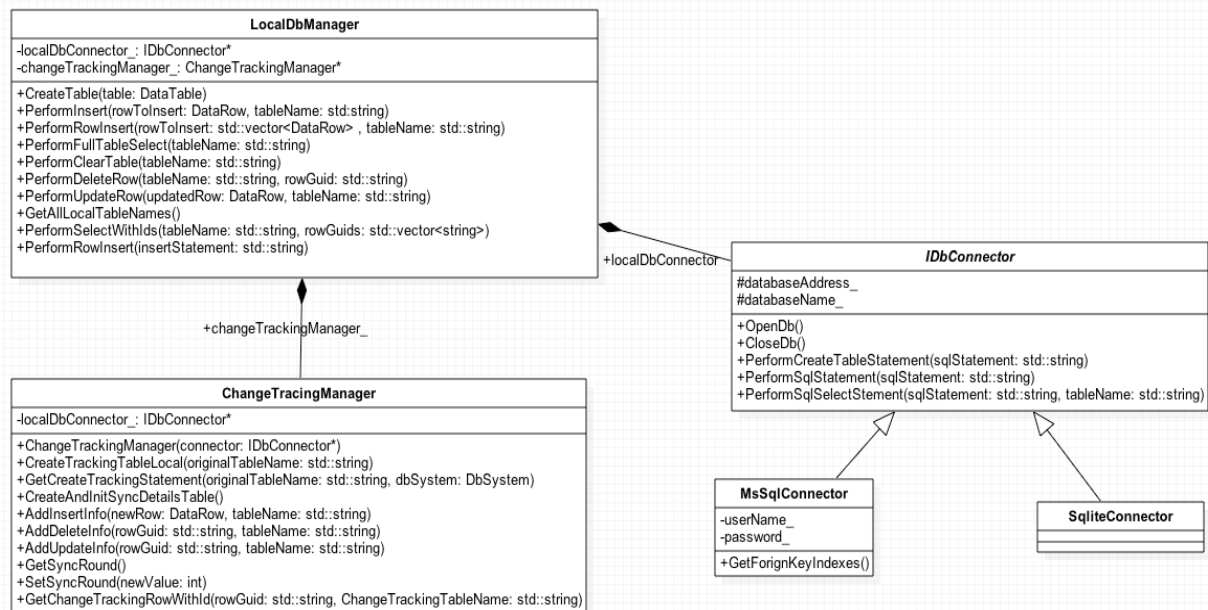 LocalDbManager
-localDbConnector_: IDbConnector*
-changeTrackingManager_: ChangeTrackingManager*
+CreateTable(table: DataTable)
+PerformInsert(rowToInsert: DataRow, tableName: std:string)
+PerformRowInsert(rowToInsert: std::vector<DataRow> , tableName: std::string)
+PerformFullTableSelect(tableName: std::string)
+PerformClearTable(tableName: std::string)
+PerformDeleteRow(tableName: std::string, rowGuid: std::string)
+PerformUpdateRow(updatedRow: DataRow, tableName: std::string)
+GetAllLocalTableNames()
+PerformSelectWithIds(tableName: std::string, rowGuids: std::vector<string>)
+PerformRowInsert(insertStatement: std::string)
+localDbConnector
IDbConnector
#databaseAddress_
#databaseName_
+OpenDb()
+CloseDb()
+PerformCreateTableStatement(sqlStatement: std::string)
+PerformSqlStatement(sqlStatement: std::string)
+PerformSqlSelectStement(sqlStatement: std::string, tableName: std::string)
+changeTrackingManager_
ChangeTracingManager
-localDbConnector_: IDbConnector*
+ChangeTrackingManager(connector: IDbConnector*)
+CreateTrackingTableLocal(originalTableName: std::string)
+GetCreateTrackingStatement(originalTableName: std::string, dbSystem: DbSystem)
+CreateAndInitSyncDetailsTable()
+AddInsertInfo(newRow: DataRow, tableName: std::string)
+AddDeleteInfo(rowGuid: std::string, tableName: std::string)
+AddUpdateInfo(rowGuid: std::string, tableName: std::string)
+GetSyncRound()
+SetSyncRound(newValue: int)
+GetChangeTrackingRowWithId(rowGuid: std::string, ChangeTrackingTableName: std::string)
MsSqlConnector
-userName_
-password_
+GetForignKeyIndexes()
SqliteConnector